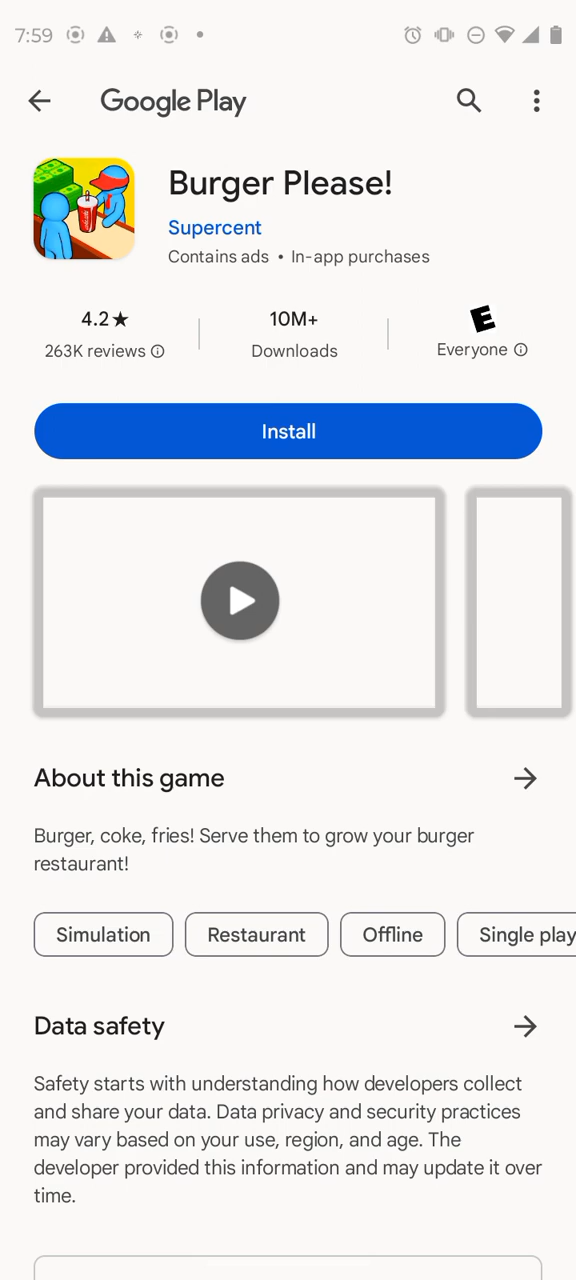 7:59
Google Play
Burger Please!
Supercent
Contains ads • In-app purchases
4.2★
263K reviews
10M+
Downloads
E
Everyone
Install
About this game
Burger, coke, fries! Serve them to grow your burger
restaurant!
Simulation
Restaurant
Offline
Single play
Data safety
Safety starts with understanding how developers collect
and share your data. Data privacy and security practices
may vary based on your use, region, and age. The
developer provided this information and may update it over
time.